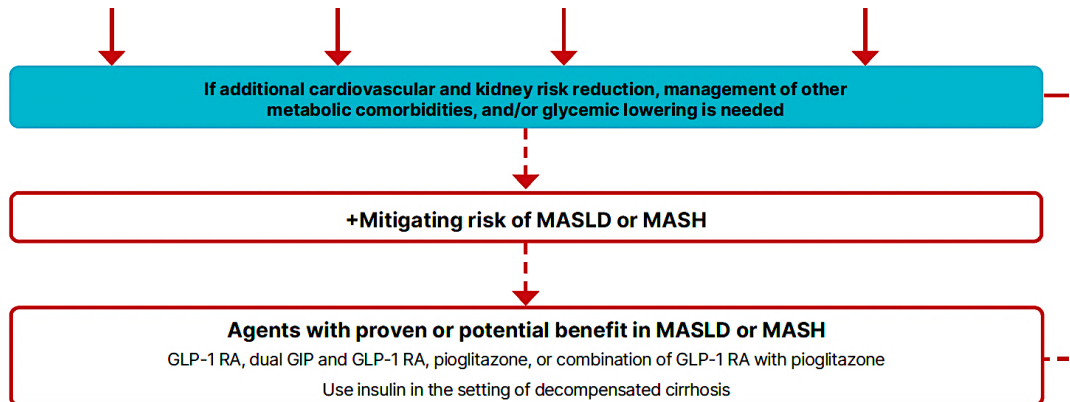 If additional cardiovascular and kidney risk reduction, management of other
metabolic comorbidities, and/or glycemic lowering is needed
+Mitigating risk of MASLD or MASH
Agents with proven or potential benefit in MASLD or MASH
GLP-1 RA, dual GIP and GLP-1 RA, pioglitazone, or combination of GLP-1 RA with pioglitazone
Use insulin in the setting of decompensated cirrhosis